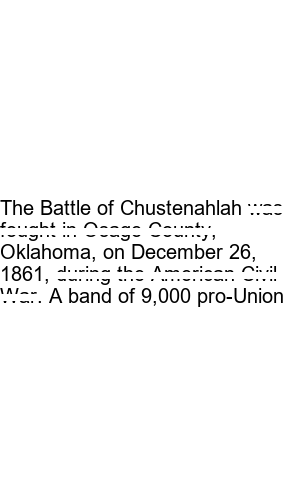 The Battle of Chustenahlah was
fought in Osage County,
Oklahoma, on December 26,
1861, during the American Civil
War. A band of 9,000 pro-Union